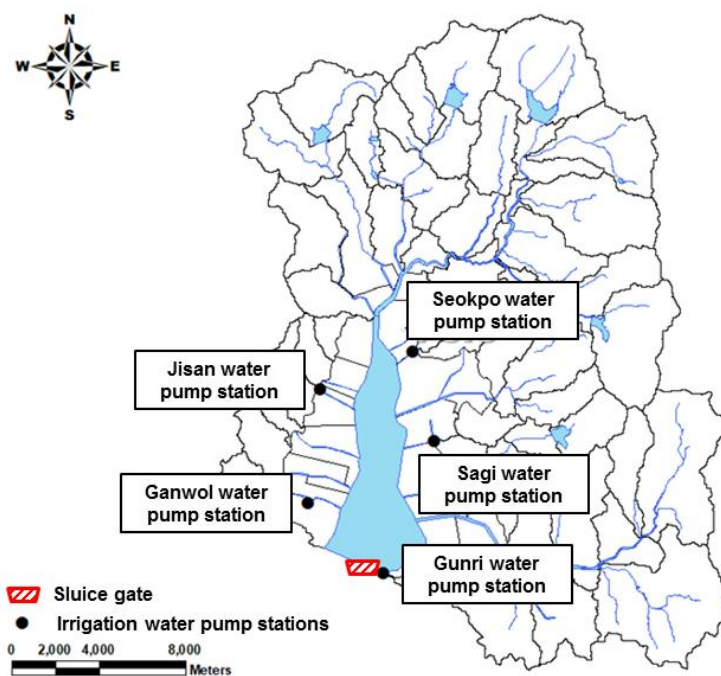 N
W E
S
Seokpo water
pump station
Jisan water
pump station
Sagi water
pump station
Ganwol water
pump station
Gunri water
pump station
Sluice gate
Irrigation water pump stations
0 2,000 4,000 8,000
Meters